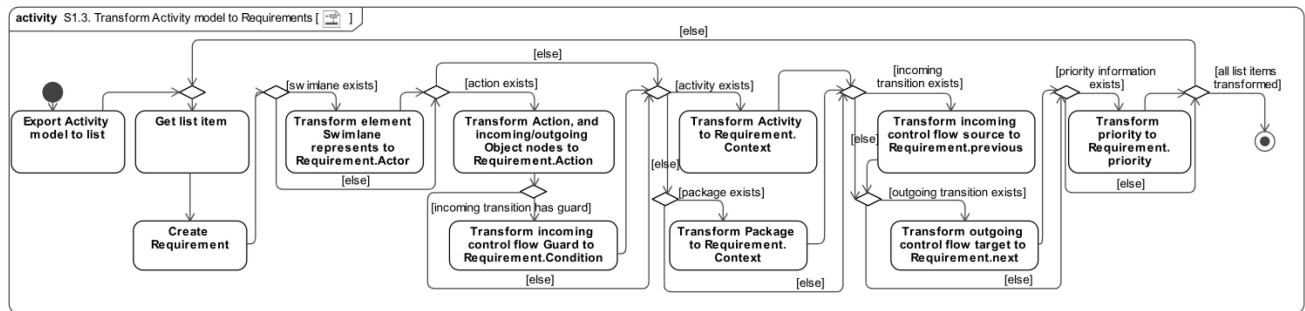 activity S1.3. Transform Activity model to Requirements [ ]
[else]
[else]
[swimlane exists]
[action exists]
[activity exists]
[incoming
transition exists]
[priority information
exists]
[all list items
transformed]
Export Activity
model to list
Get list item
Transform element
Swimlane
represents to
Requirement.Actor
Transform Action, and
incoming/outgoing
Object nodes to
Requirement.Action
Transform Activity
to Requirement.
Context
Transform incoming
control flow source to
Requirement.previous
Transform
priority to
Requirement.
priority
[else]
[else]
[else]
[else]
[package exists]
[outgoing transition exists]
[incoming transition has guard]
Create
Requirement
Transform incoming
control flow Guard to
Requirement.Condition
Transform Package
to Requirement.
Context
Transform outgoing
control flow target to
Requirement.next
[else]
[else]
[else]